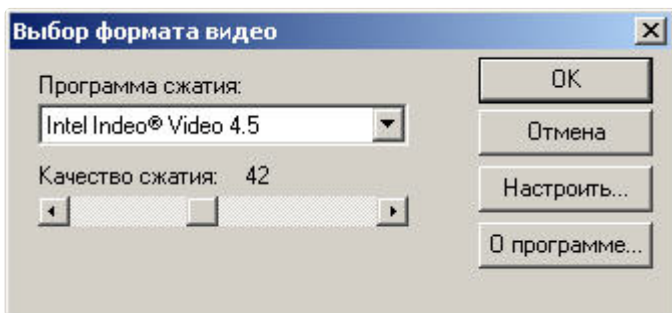 Выбор формата видео
Программа сжатия:
Intel Indeo® Video 4.5
Качество сжатия: 42
OK
Отмена
Настроить...
О программе...